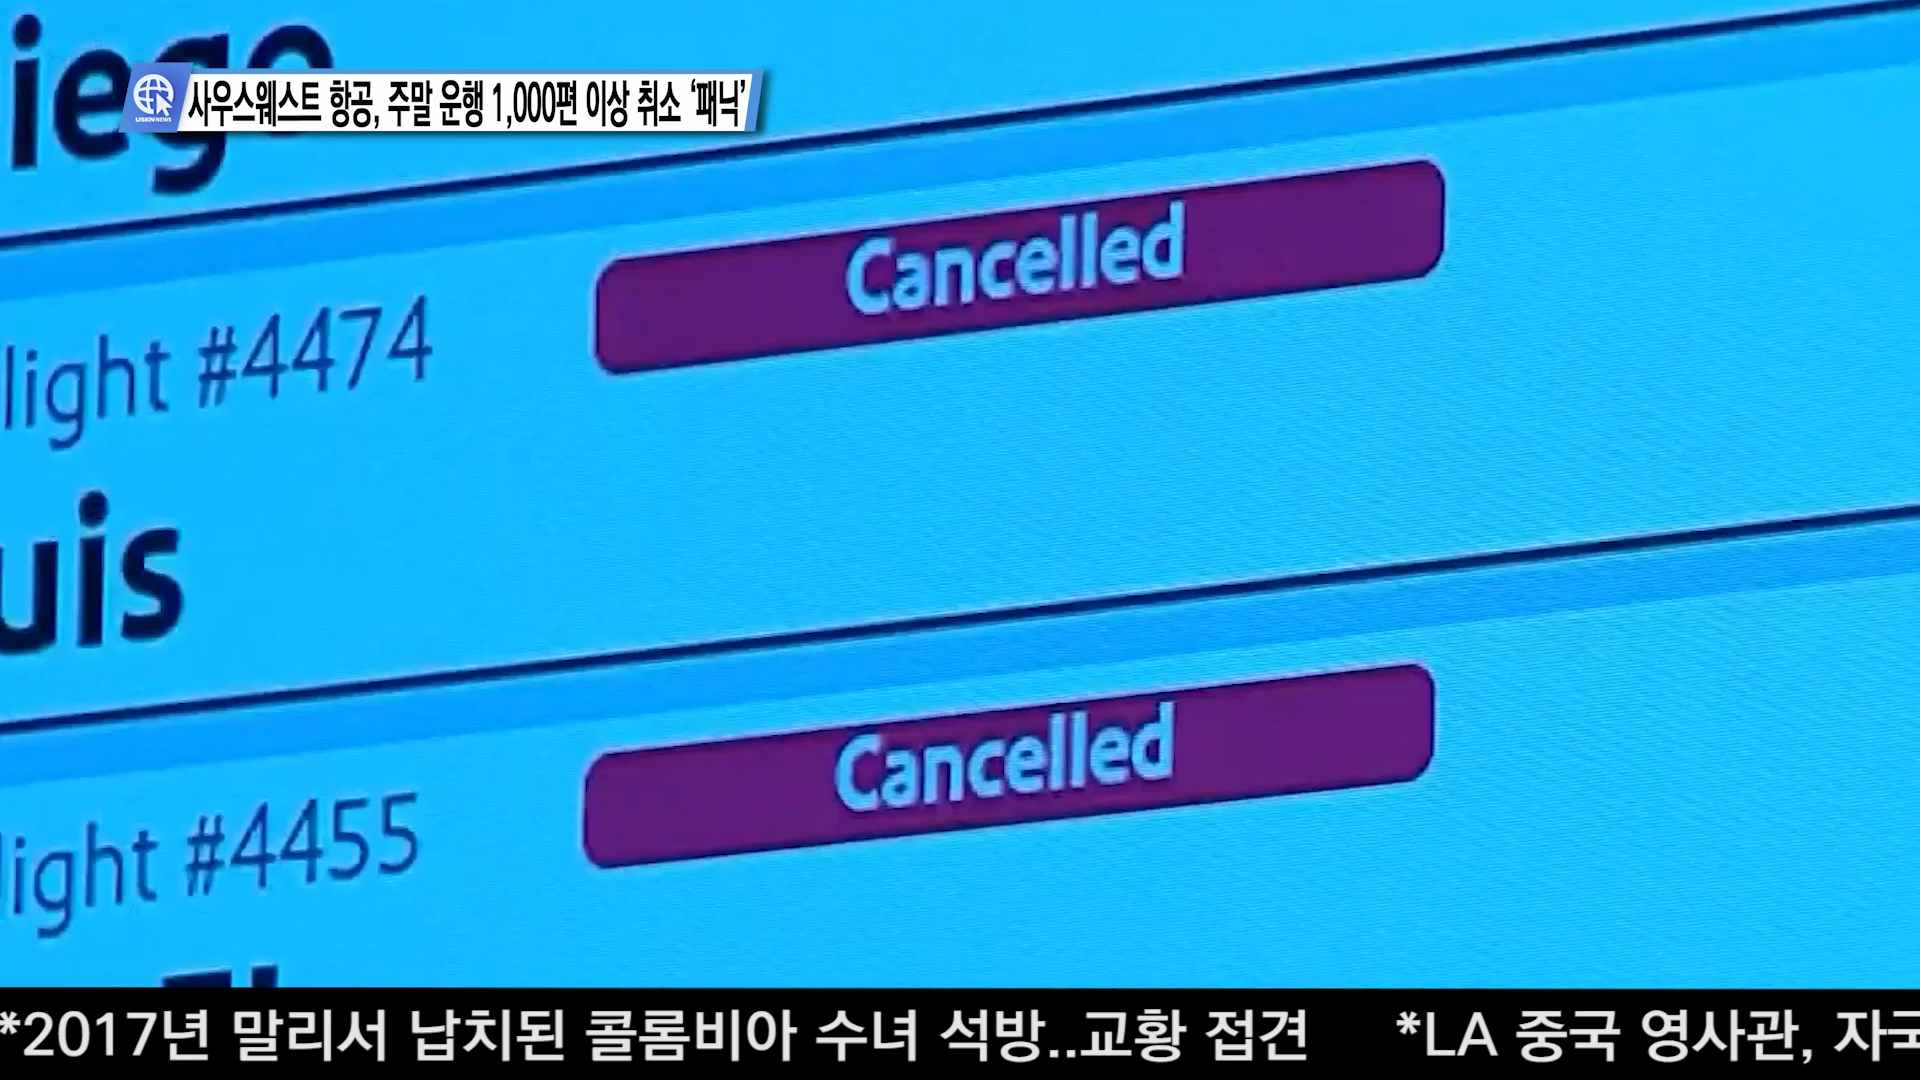 iego
사우스웨스트 항공, 주말 운행 1,000편 이상 취소 ‘패닉’
USKN NEWS
Cancelled
light #4474
uis
Cancelled
light #4455
*2017년 말리서 납치된 콜롬비아 수녀 석방..교황 접견 *LA 중국 영사관, 자국